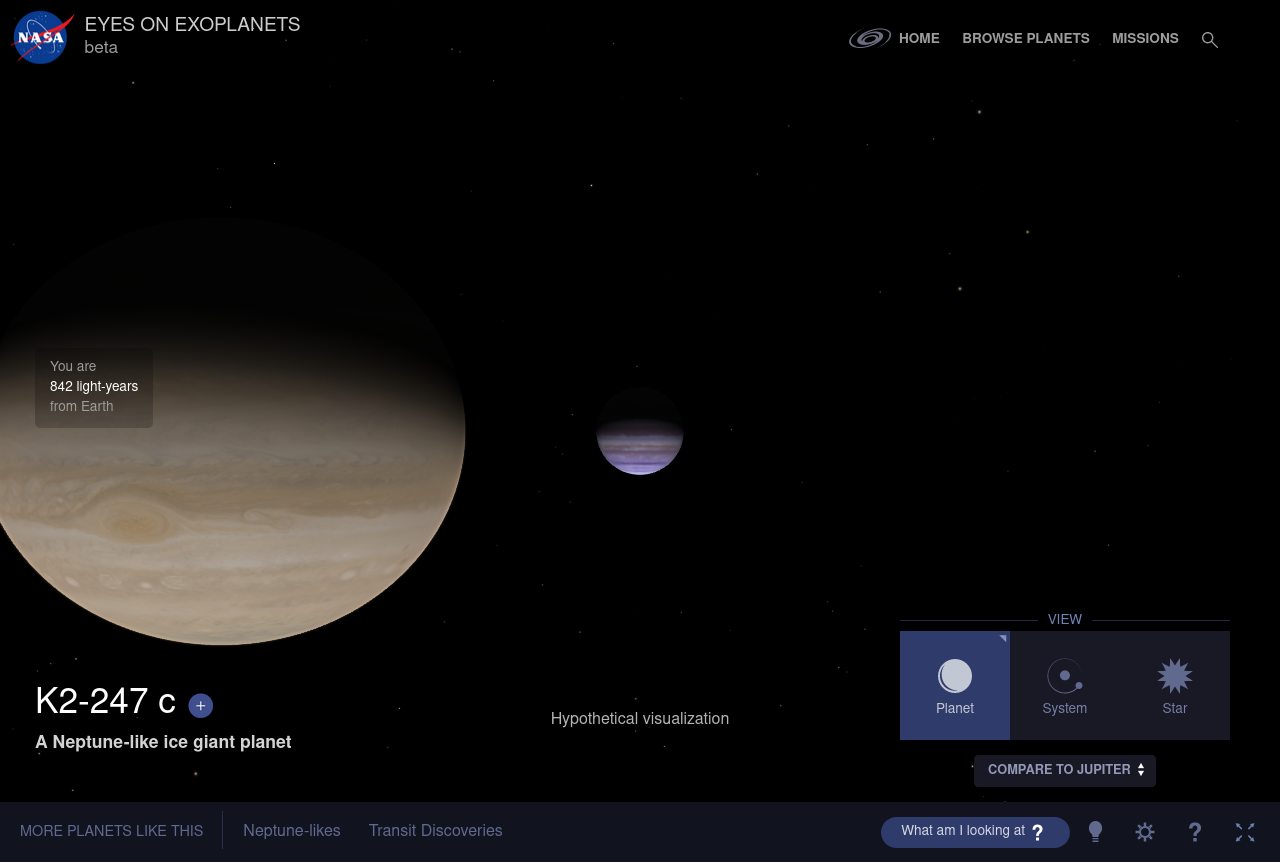 NASA
EYES ON EXOPLANETS
beta
HOME
BROWSE PLANETS
MISSIONS
You are
842 light-years
from Earth
VIEW
Planet
System
Star
K2-247 c +
A Neptune-like ice giant planet
Hypothetical visualization
COMPARE TO JUPITER
MORE PLANETS LIKE THIS
Neptune-likes
Transit Discoveries
What am I looking at ?
?